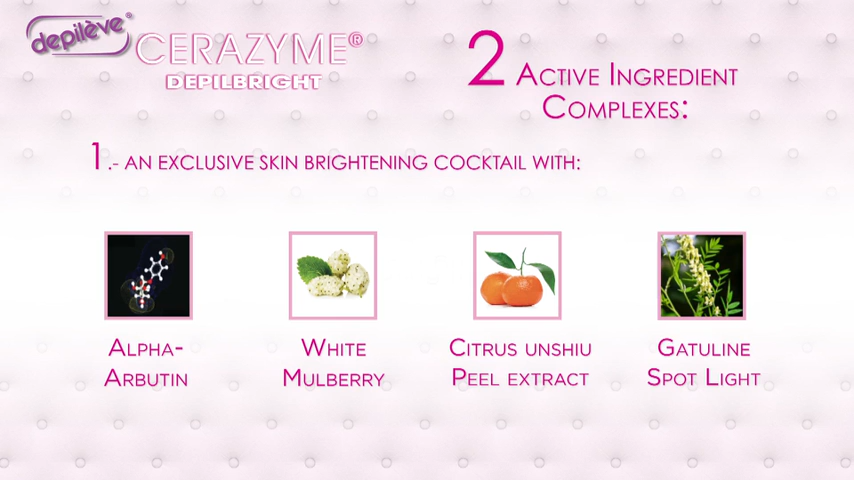 depilève®
CERAZYME®
DEPILBRIGHT
2 ACTIVE INGREDIENT
COMPLEXES:
1.- AN EXCLUSIVE SKIN BRIGHTENING COCKTAIL WITH:
ALPHA-
ARBUTIN
WHITE
MULBERRY
CITRUS UNSHIU
PEEL EXTRACT
GATULINE
SPOT LIGHT